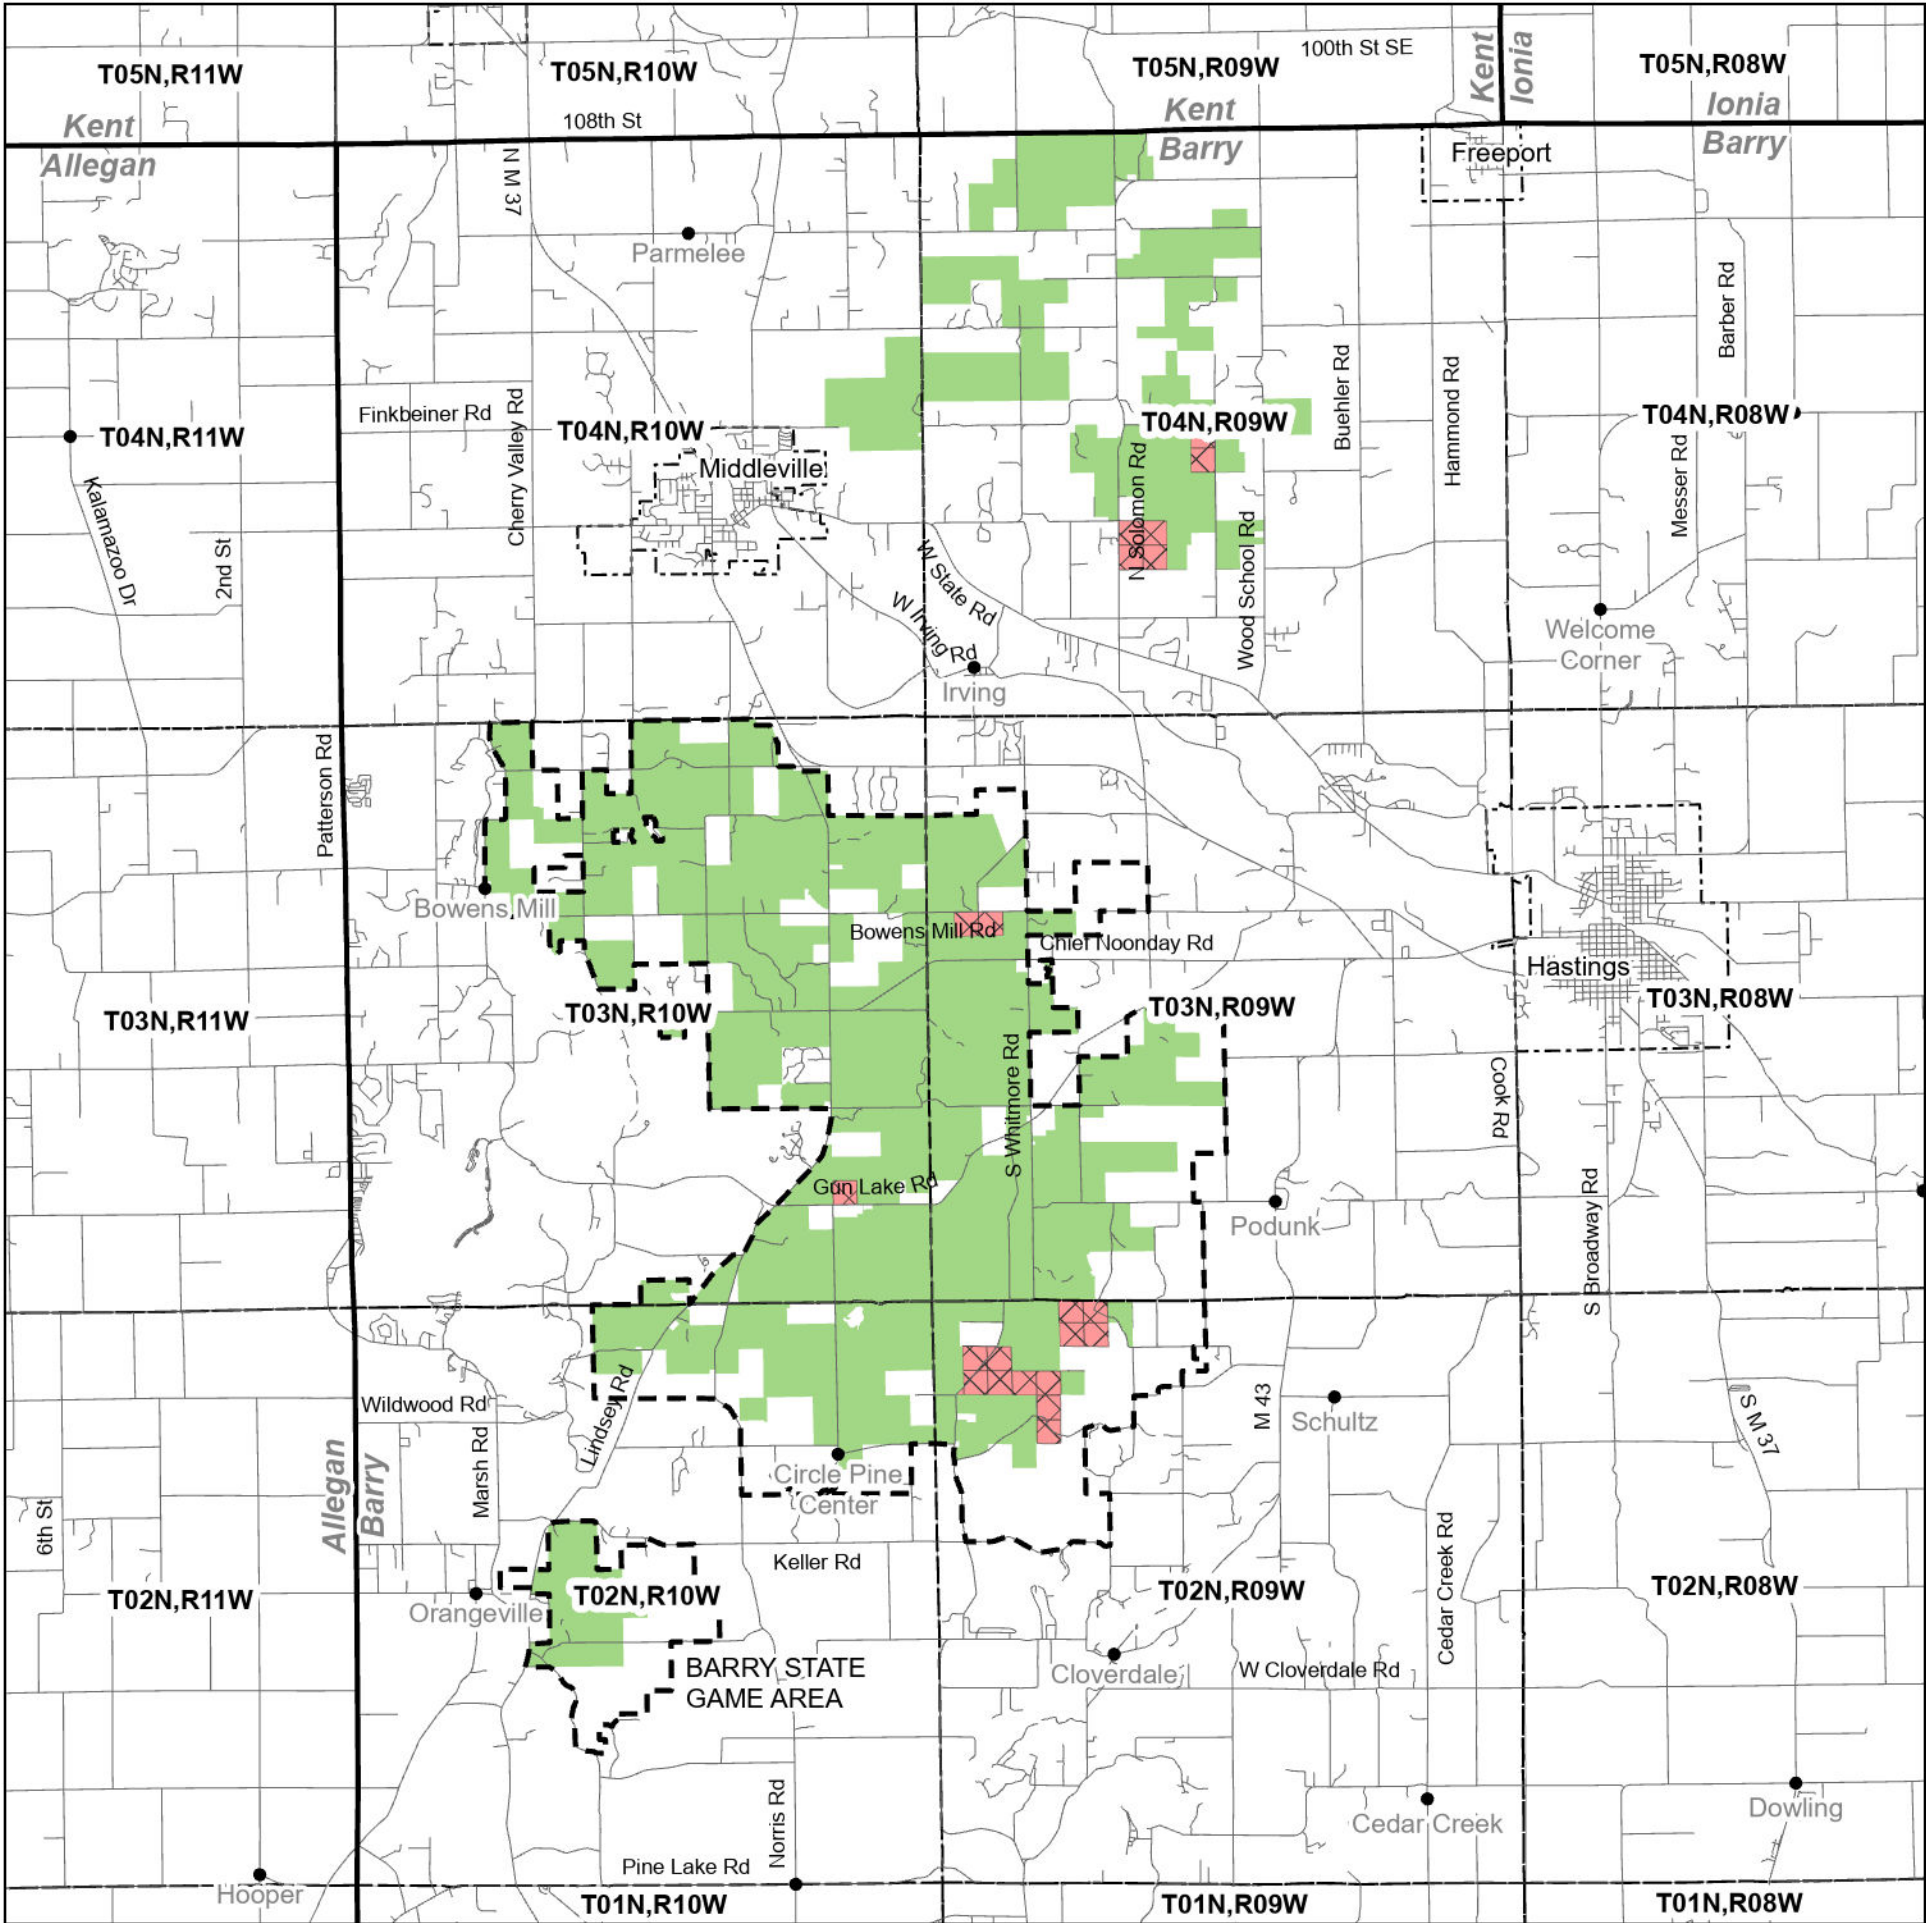 100th St SE
T05N,R11W
T05N,R10W
T05N,R09W
Kent
Ionia
T05N,R08W
Kent
Allegan
108th St
Kent
Barry
Ionia
Barry
Freeport
N M 37
Parmelee
Barber Rd
Finkbeiner Rd
Cherry Valley Rd
Buehler Rd
Hammond Rd
T04N,R11W
T04N,R10W
T04N,R09W
T04N,R08W
Middleville
Messer Rd
Kalamazoo Dr
2nd St
N Solomon Rd
Wood School Rd
W State Rd
W Irving Rd
Irving
Welcome
Corner
Patterson Rd
Bowens Mill
Bowens Mill Rd
Chief Noonday Rd
Hastings
T03N,R11W
T03N,R10W
T03N,R09W
T03N,R08W
S Whitmore Rd
Cook Rd
Gun Lake Rd
Podunk
S Broadway Rd
Wildwood Rd
Lindsey Rd
Marsh Rd
M 43
Schultz
S M 37
Allegan
Barry
Circle Pine
Center
6th St
Keller Rd
Cedar Creek Rd
T02N,R11W
T02N,R10W
T02N,R09W
T02N,R08W
Orangeville
BARRY STATE
GAME AREA
Cloverdale
W Cloverdale Rd
Norris Rd
Cedar Creek
Dowling
Pine Lake Rd
Hooper
T01N,R10W
T01N,R09W
T01N,R08W